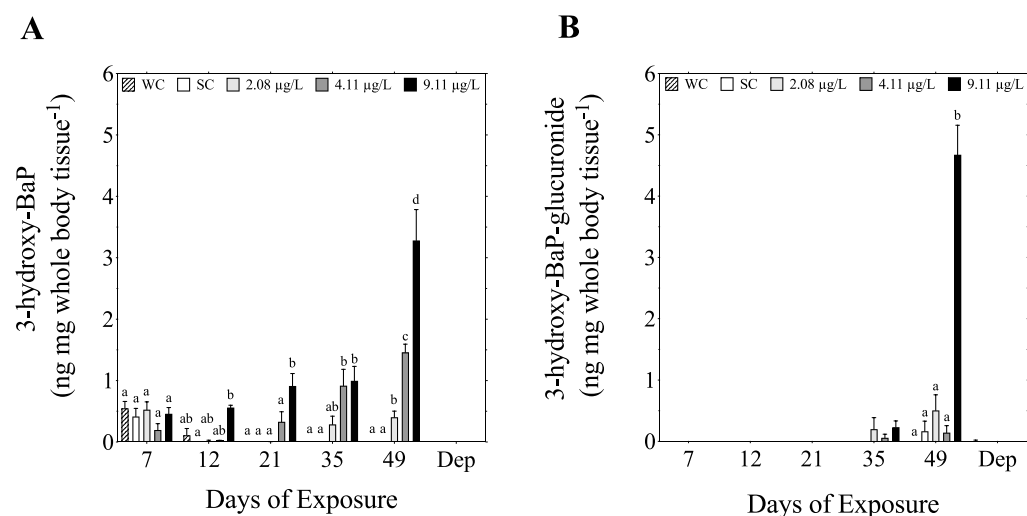 A
3-hydroxy-BaP
(ng mg whole body tissue⁻¹)
WC SC 2.08 µg/L 4.11 µg/L 9.11 µg/L
6
5
4
3
2
1
0
a a a a a
ab a ab ab b
a a a a b
a a ab b b
a a b c d
7 12 21 35 49 Dep
Days of Exposure
B
3-hydroxy-BaP-glucuronide
(ng mg whole body tissue⁻¹)
WC SC 2.08 µg/L 4.11 µg/L 9.11 µg/L
6
5
4
3
2
1
0
a a a a b
7 12 21 35 49 Dep
Days of Exposure